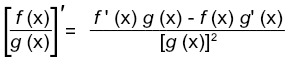 [f (x) / g (x)]′ = f ' (x) g (x) - f (x) g' (x) / [g (x)]²